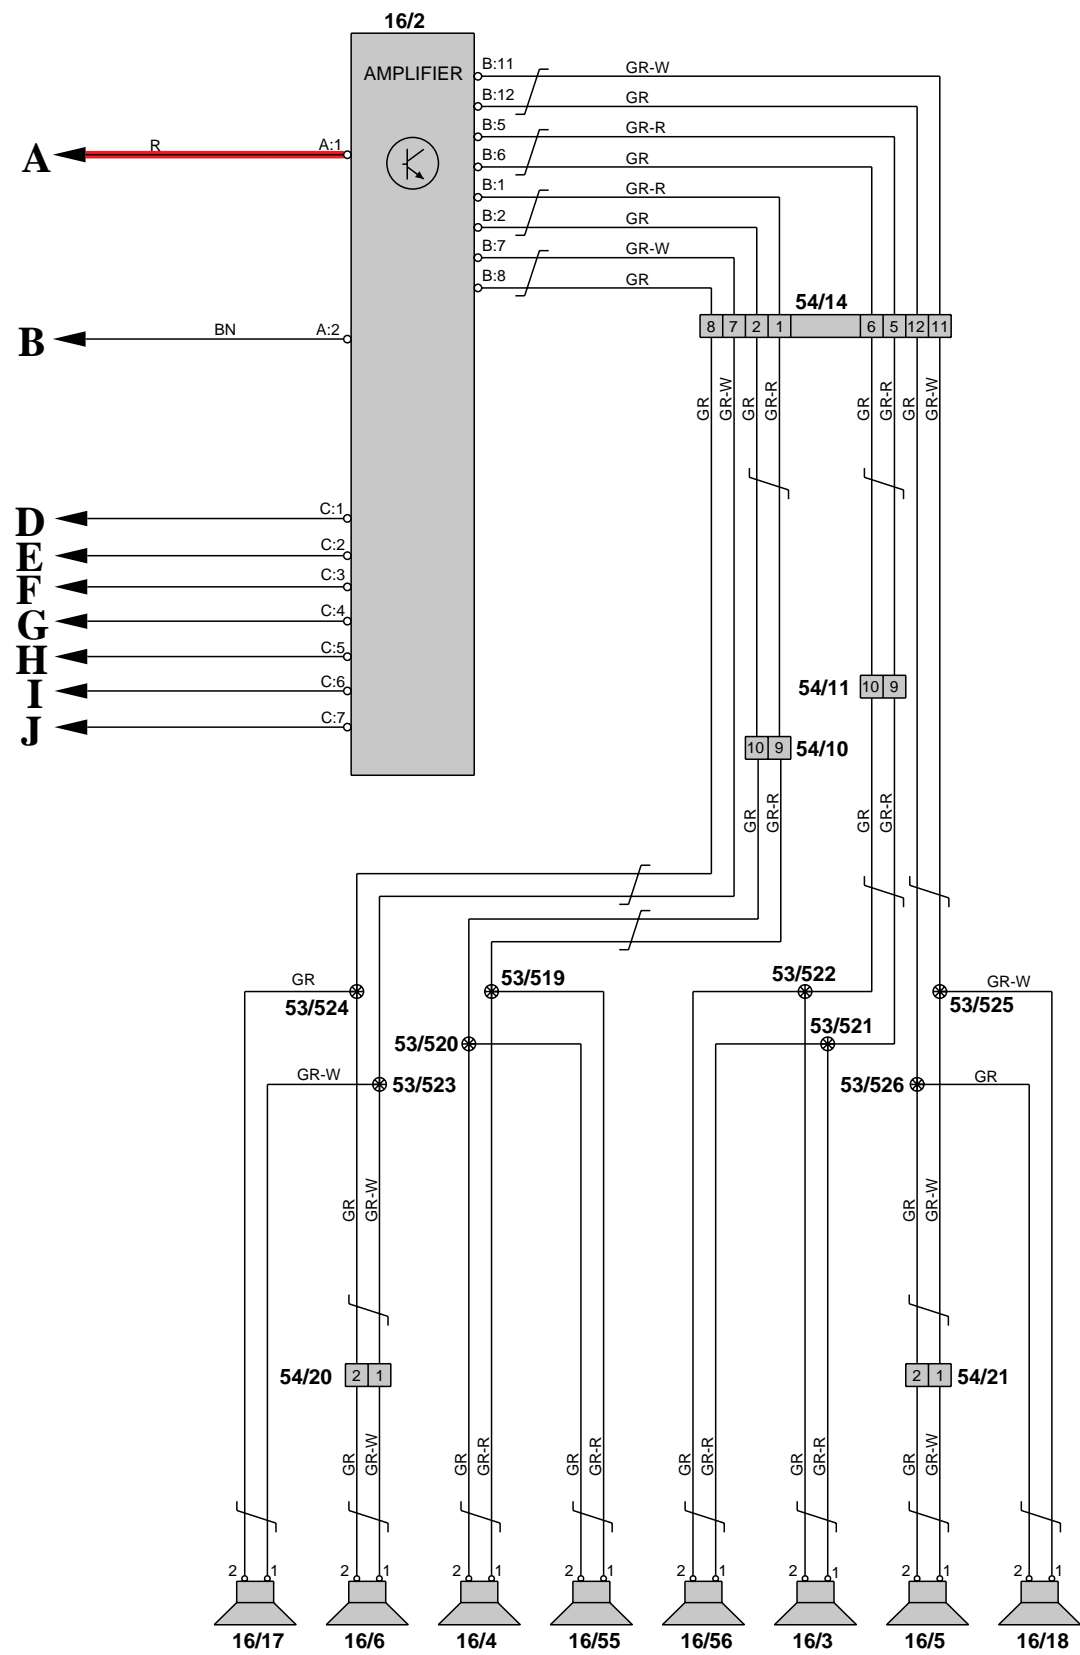 16/2
AMPLIFIER
B:11 GR-W
B:12 GR
B:5 GR-R
A R A:1
B:6 GR
B:1 GR-R
B:2 GR
B:7 GR-W
B:8 GR
54/14
8 7 2 1 6 5 12 11
B BN A:2
GR GR-W GR GR-R GR GR-R GR GR-W
D C:1
E C:2
F C:3
G C:4
H C:5
I C:6
J C:7
54/11 10 9
10 9 54/10
GR GR-R GR GR-R
GR 53/519 53/522 GR-W
53/524 53/525
53/520 53/521
GR-W 53/523 53/526 GR
GR GR-W GR GR-W
54/20 2 1 2 1 54/21
GR GR-W GR GR-R GR GR-R GR GR-R GR GR-R GR GR-W
2 1 2 1 2 1 2 1 2 1 2 1 2 1 2 1
16/17 16/6 16/4 16/55 16/56 16/3 16/5 16/18